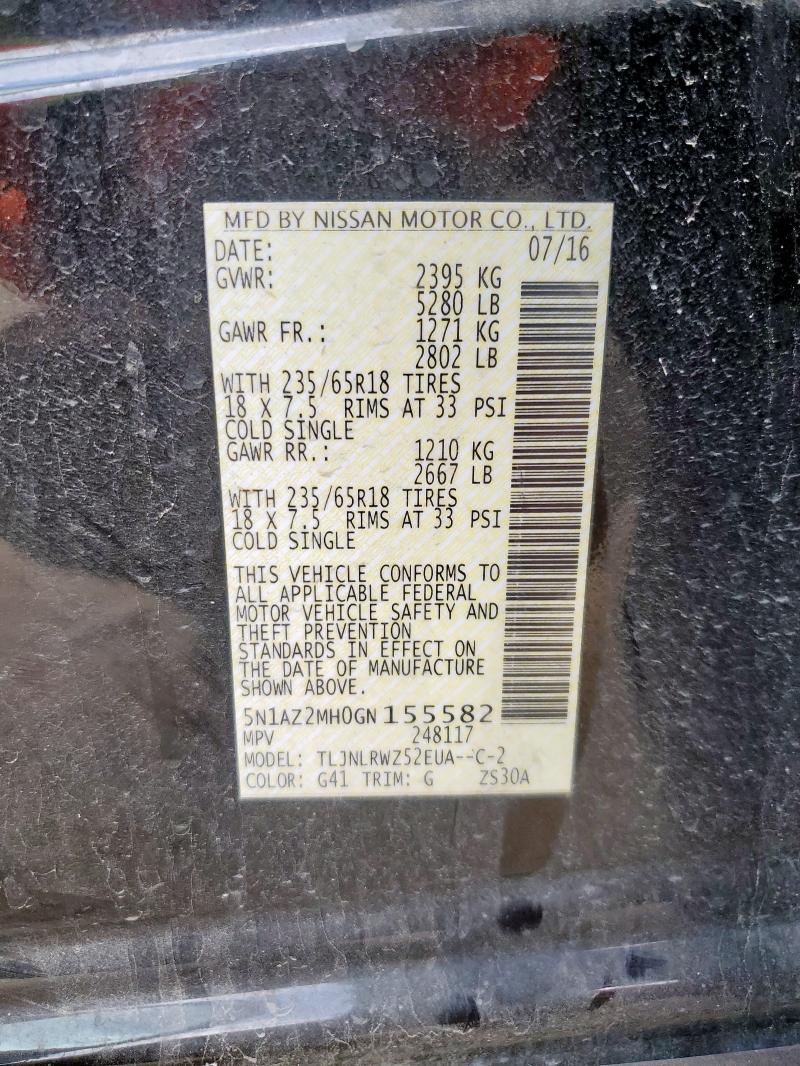 MFD BY NISSAN MOTOR CO., LTD.
DATE: 07/16
GVWR: 2395 KG
5280 LB
GAWR FR.: 1271 KG
2802 LB
WITH 235/65R18 TIRES
18 X 7.5 RIMS AT 33 PSI
COLD SINGLE
GAWR RR.: 1210 KG
2667 LB
WITH 235/65R18 TIRES
18 X 7.5 RIMS AT 33 PSI
COLD SINGLE
THIS VEHICLE CONFORMS TO
ALL APPLICABLE FEDERAL
MOTOR VEHICLE SAFETY AND
THEFT PREVENTION
STANDARDS IN EFFECT ON
THE DATE OF MANUFACTURE
SHOWN ABOVE.
5N1AZ2MH0GN155582
MPV 248117
MODEL: TLJNLRWZ52EUA--C-2
COLOR: G41 TRIM: G ZS30A